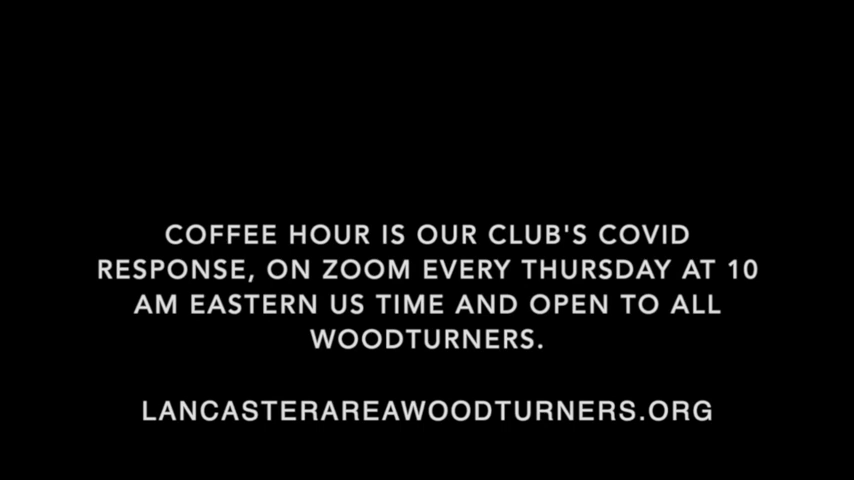 COFFEE HOUR IS OUR CLUB'S COVID
RESPONSE, ON ZOOM EVERY THURSDAY AT 10
AM EASTERN US TIME AND OPEN TO ALL
WOODTURNERS.
LANCASTERAREAWOODTURNERS.ORG